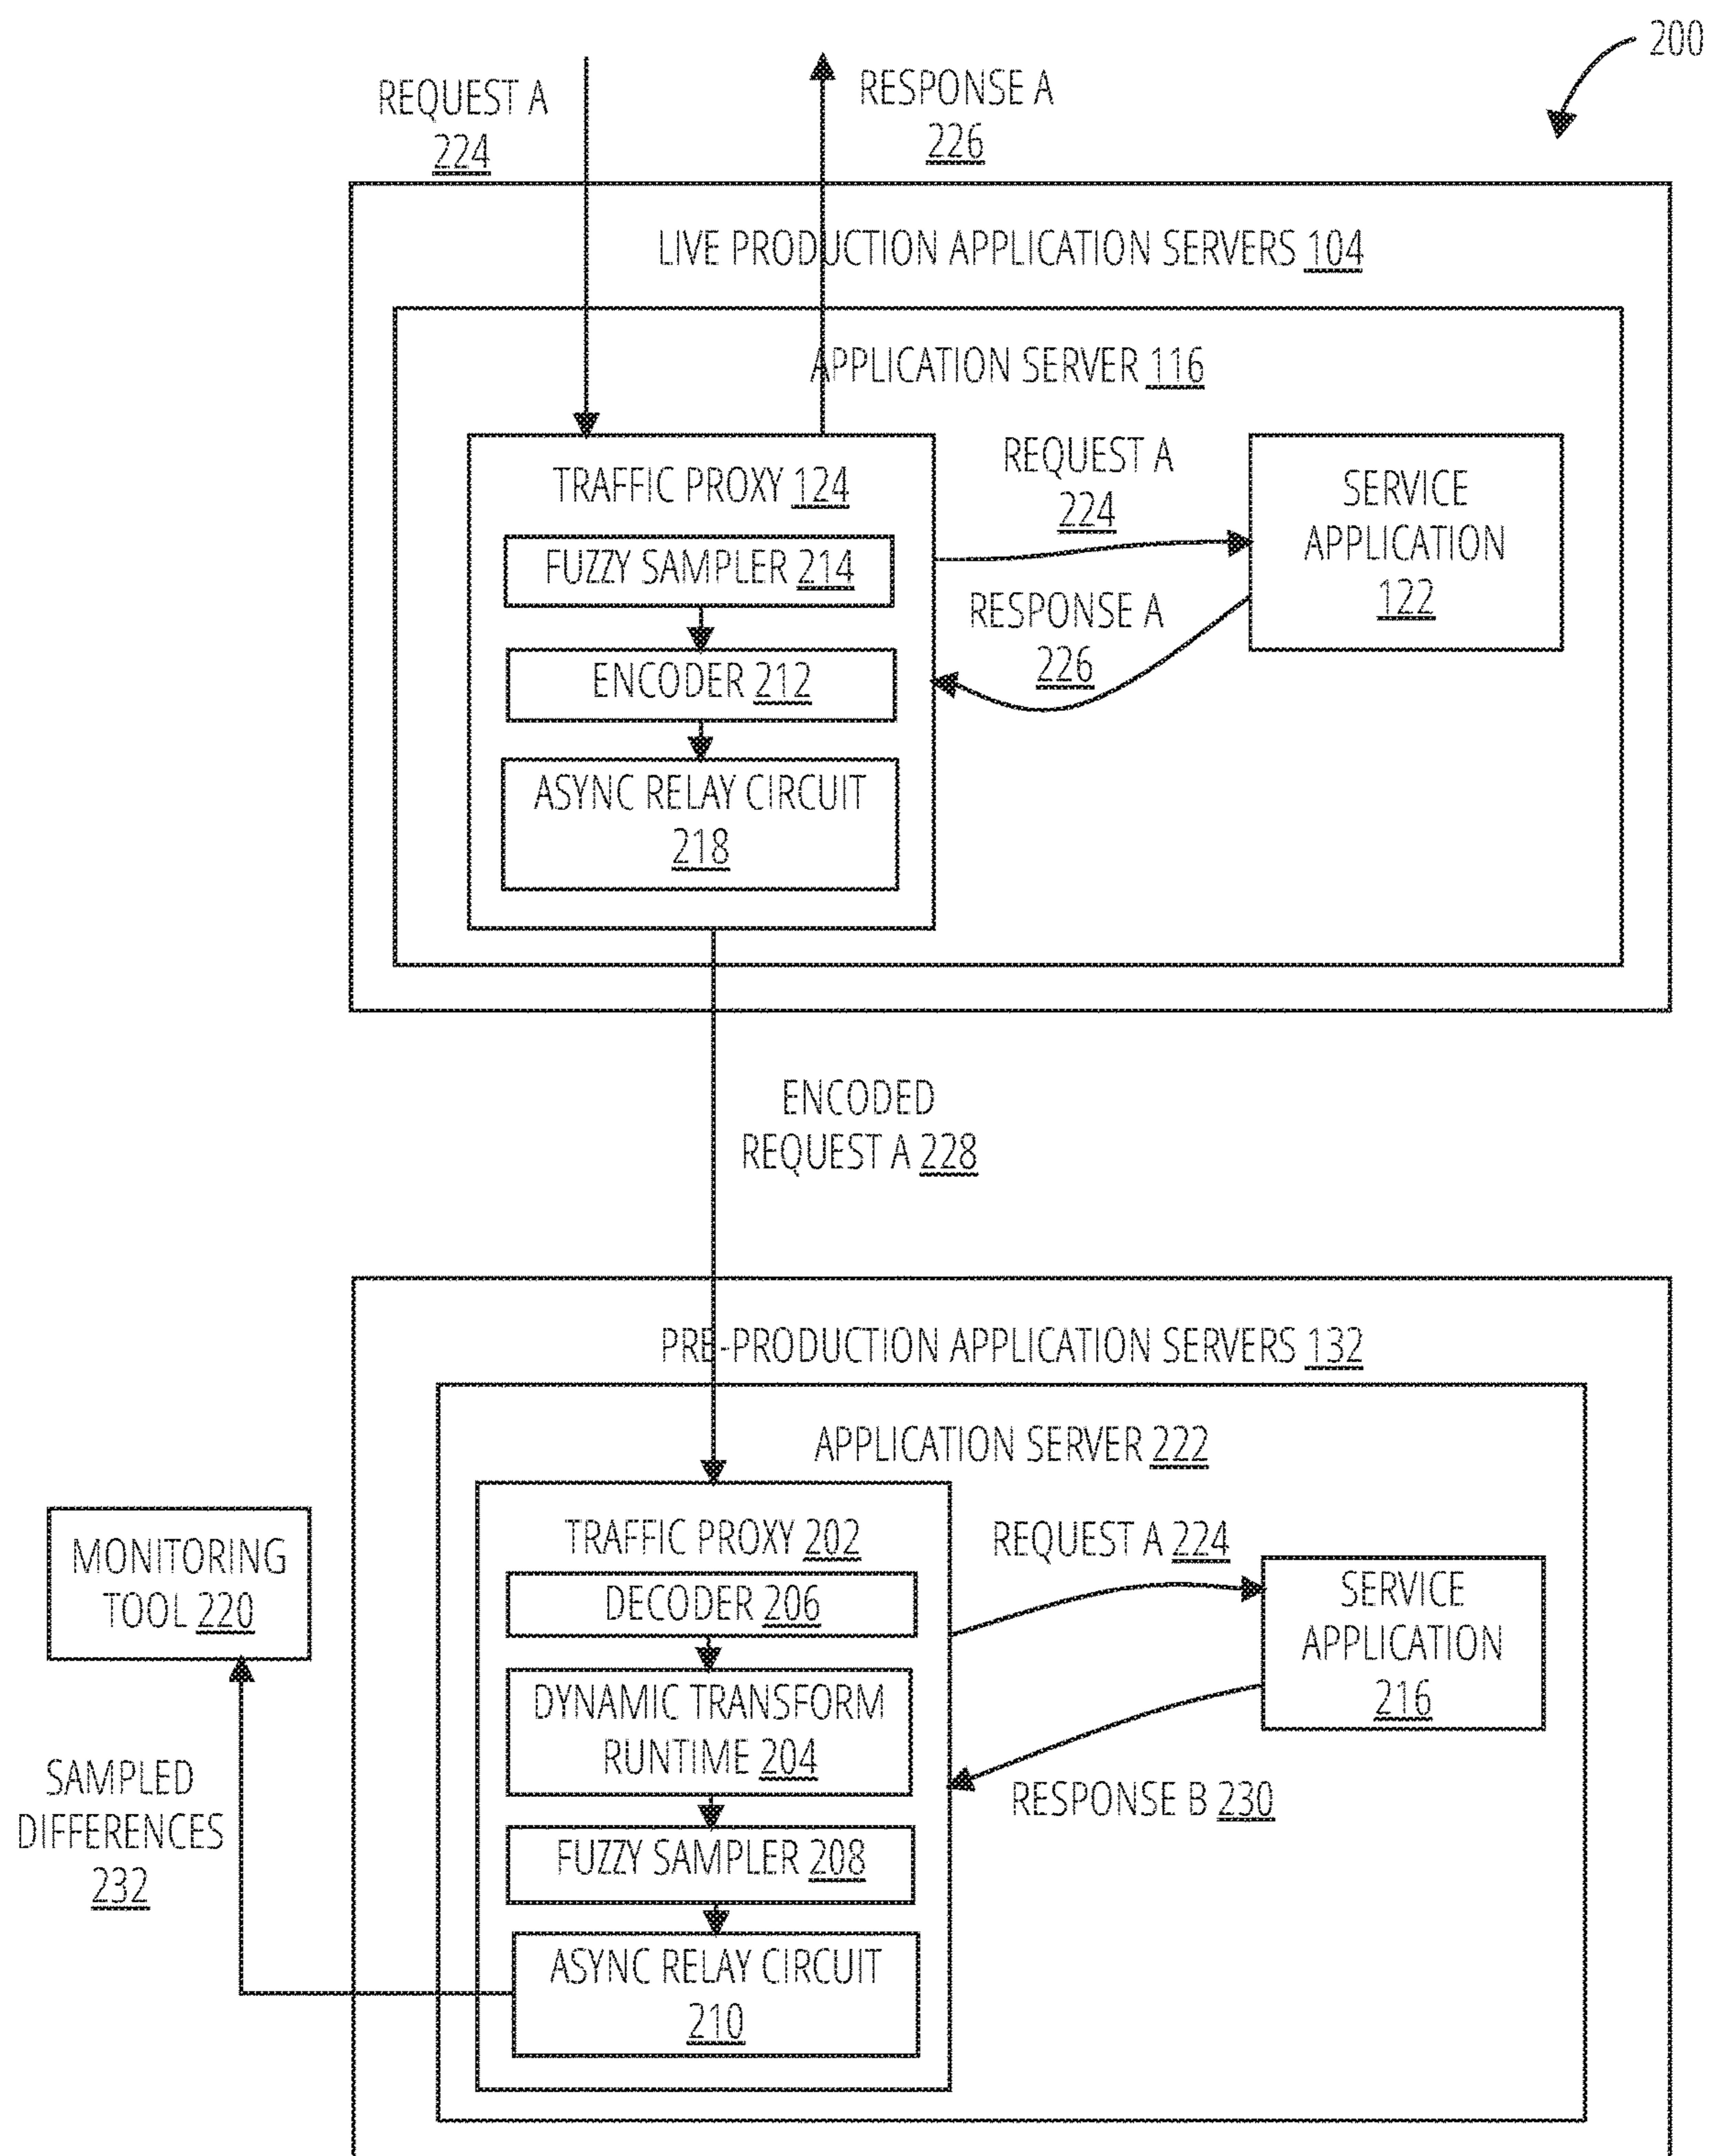 200
REQUEST A
224
RESPONSE A
226
LIVE PRODUCTION APPLICATION SERVERS 104
APPLICATION SERVER 116
TRAFFIC PROXY 124
FUZZY SAMPLER 214
ENCODER 212
ASYNC RELAY CIRCUIT
218
REQUEST A
224
RESPONSE A
226
SERVICE
APPLICATION
122
ENCODED
REQUEST A 228
PRE-PRODUCTION APPLICATION SERVERS 132
APPLICATION SERVER 222
TRAFFIC PROXY 202
DECODER 206
DYNAMIC TRANSFORM
RUNTIME 204
FUZZY SAMPLER 208
ASYNC RELAY CIRCUIT
210
REQUEST A 224
RESPONSE B 230
SERVICE
APPLICATION
216
MONITORING
TOOL 220
SAMPLED
DIFFERENCES
232